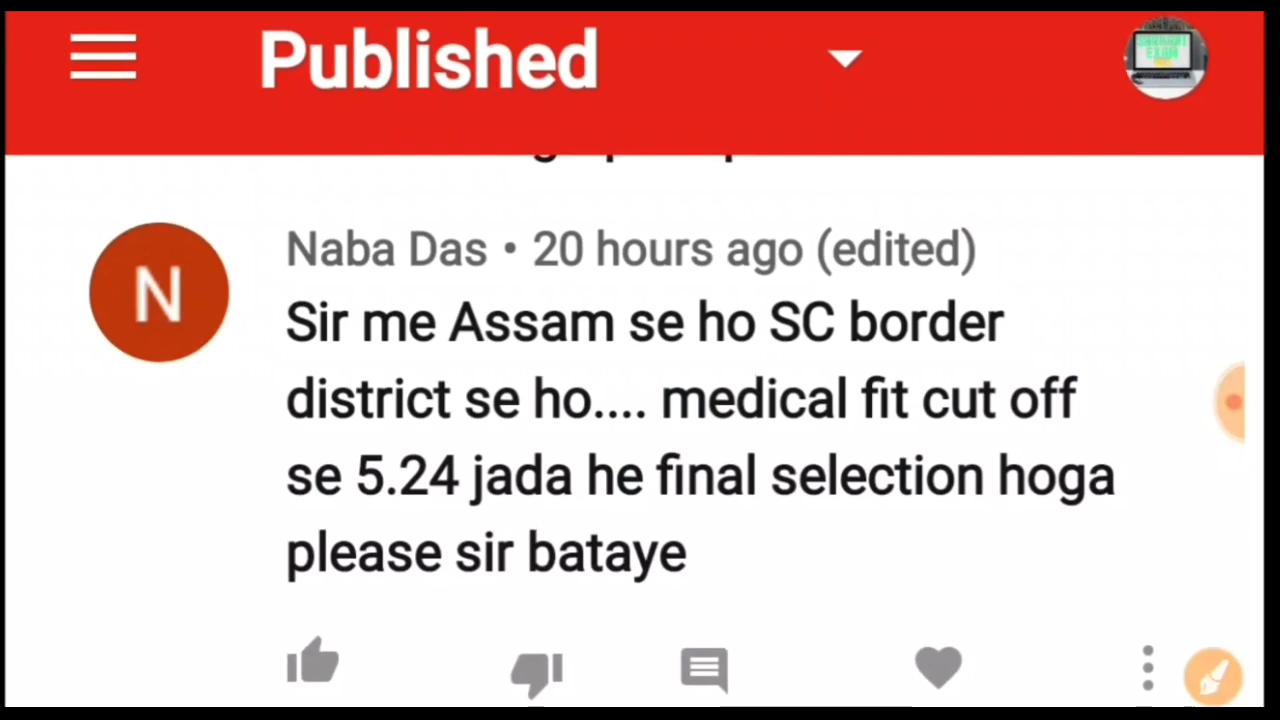 Published
N
Naba Das • 20 hours ago (edited)
Sir me Assam se ho SC border
district se ho.... medical fit cut off
se 5.24 jada he final selection hoga
please sir bataye